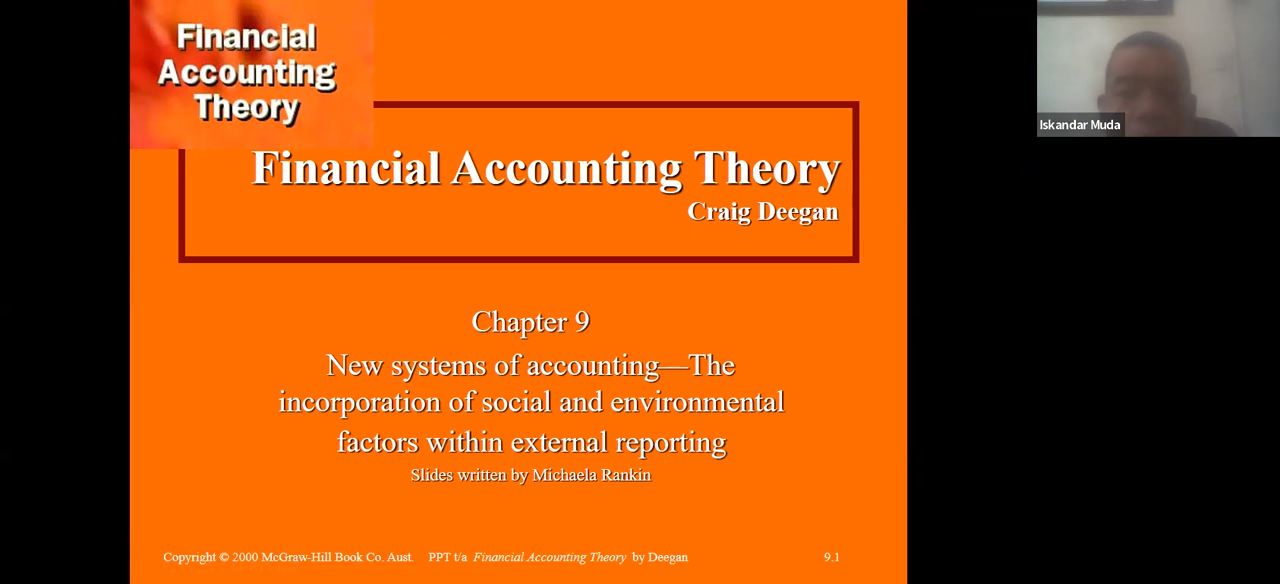 Financial
Accounting
Theory
Financial Accounting Theory
Craig Deegan
Iskandar Muda
Chapter 9
New systems of accounting—The
incorporation of social and environmental
factors within external reporting
Slides written by Michaela Rankin
Copyright © 2000 McGraw-Hill Book Co. Aust. PPT t/a Financial Accounting Theory by Deegan 9.1